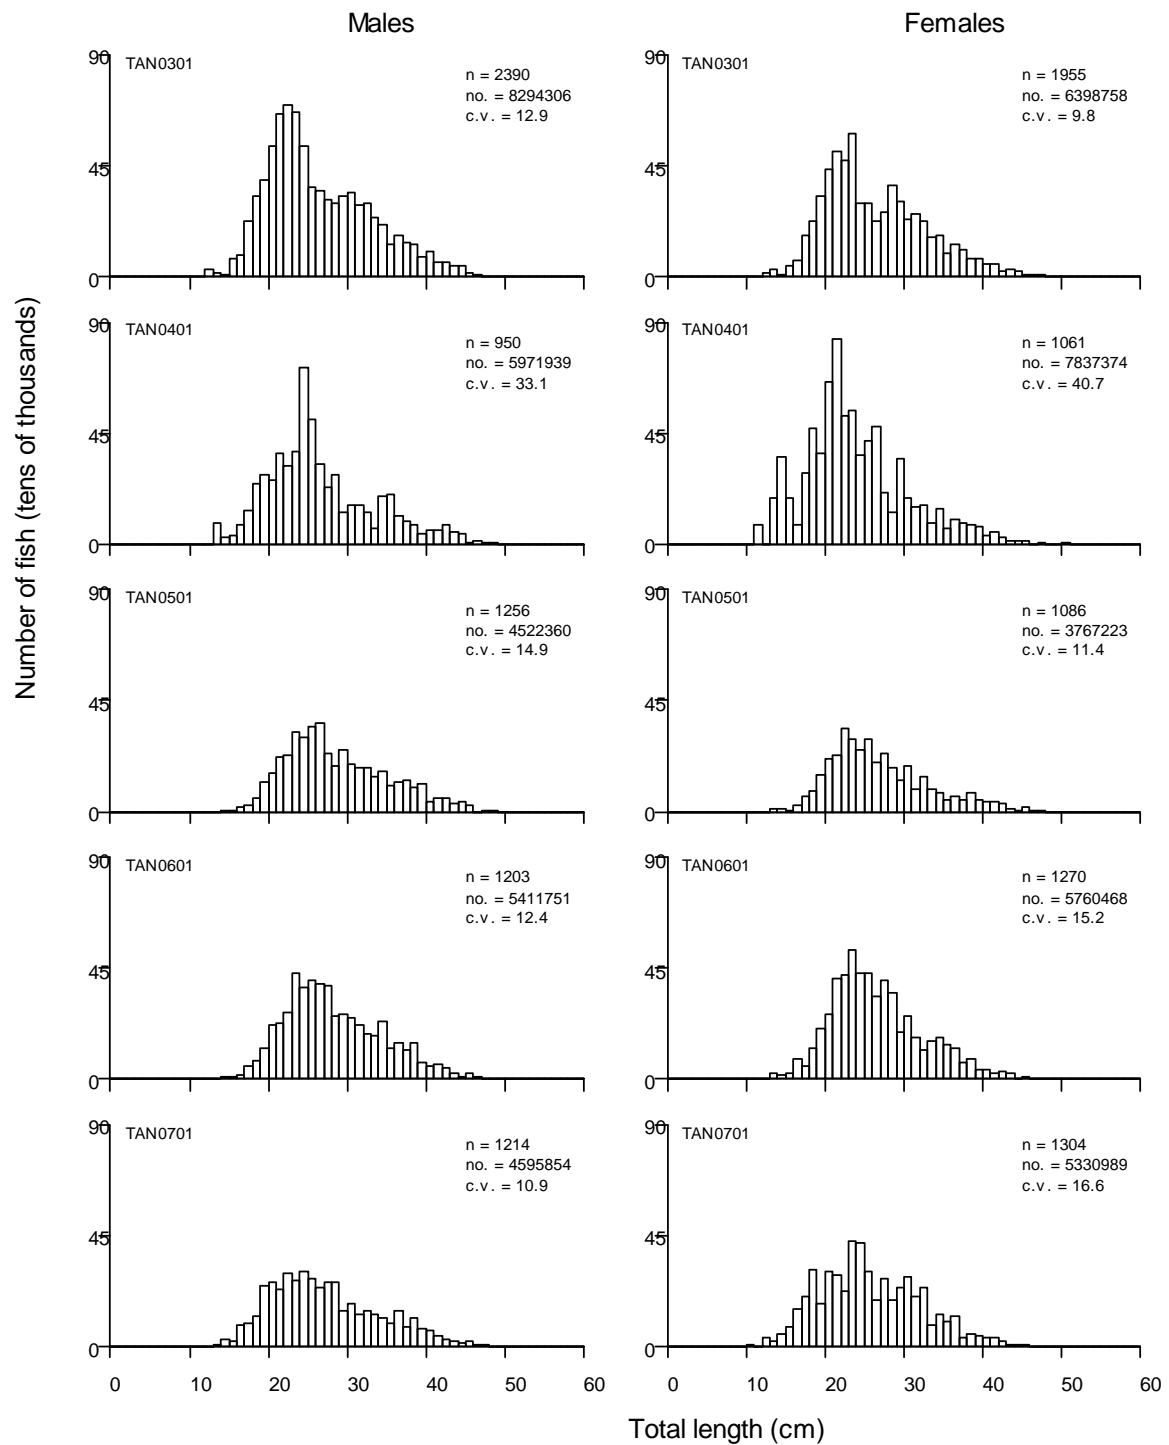 Males Females
Number of fish (tens of thousands)
90 TAN0301 n = 2390 90 TAN0301 n = 1955
no. = 8294306 no. = 6398758
c.v. = 12.9 c.v. = 9.8
45 45
0 0
90 TAN0401 n = 950 90 TAN0401 n = 1061
no. = 5971939 no. = 7837374
c.v. = 33.1 c.v. = 40.7
45 45
0 0
90 TAN0501 n = 1256 90 TAN0501 n = 1086
no. = 4522360 no. = 3767223
c.v. = 14.9 c.v. = 11.4
45 45
0 0
90 TAN0601 n = 1203 90 TAN0601 n = 1270
no. = 5411751 no. = 5760468
c.v. = 12.4 c.v. = 15.2
45 45
0 0
90 TAN0701 n = 1214 90 TAN0701 n = 1304
no. = 4595854 no. = 5330989
c.v. = 10.9 c.v. = 16.6
45 45
0 0
0 10 20 30 40 50 60 0 10 20 30 40 50 60
Total length (cm)